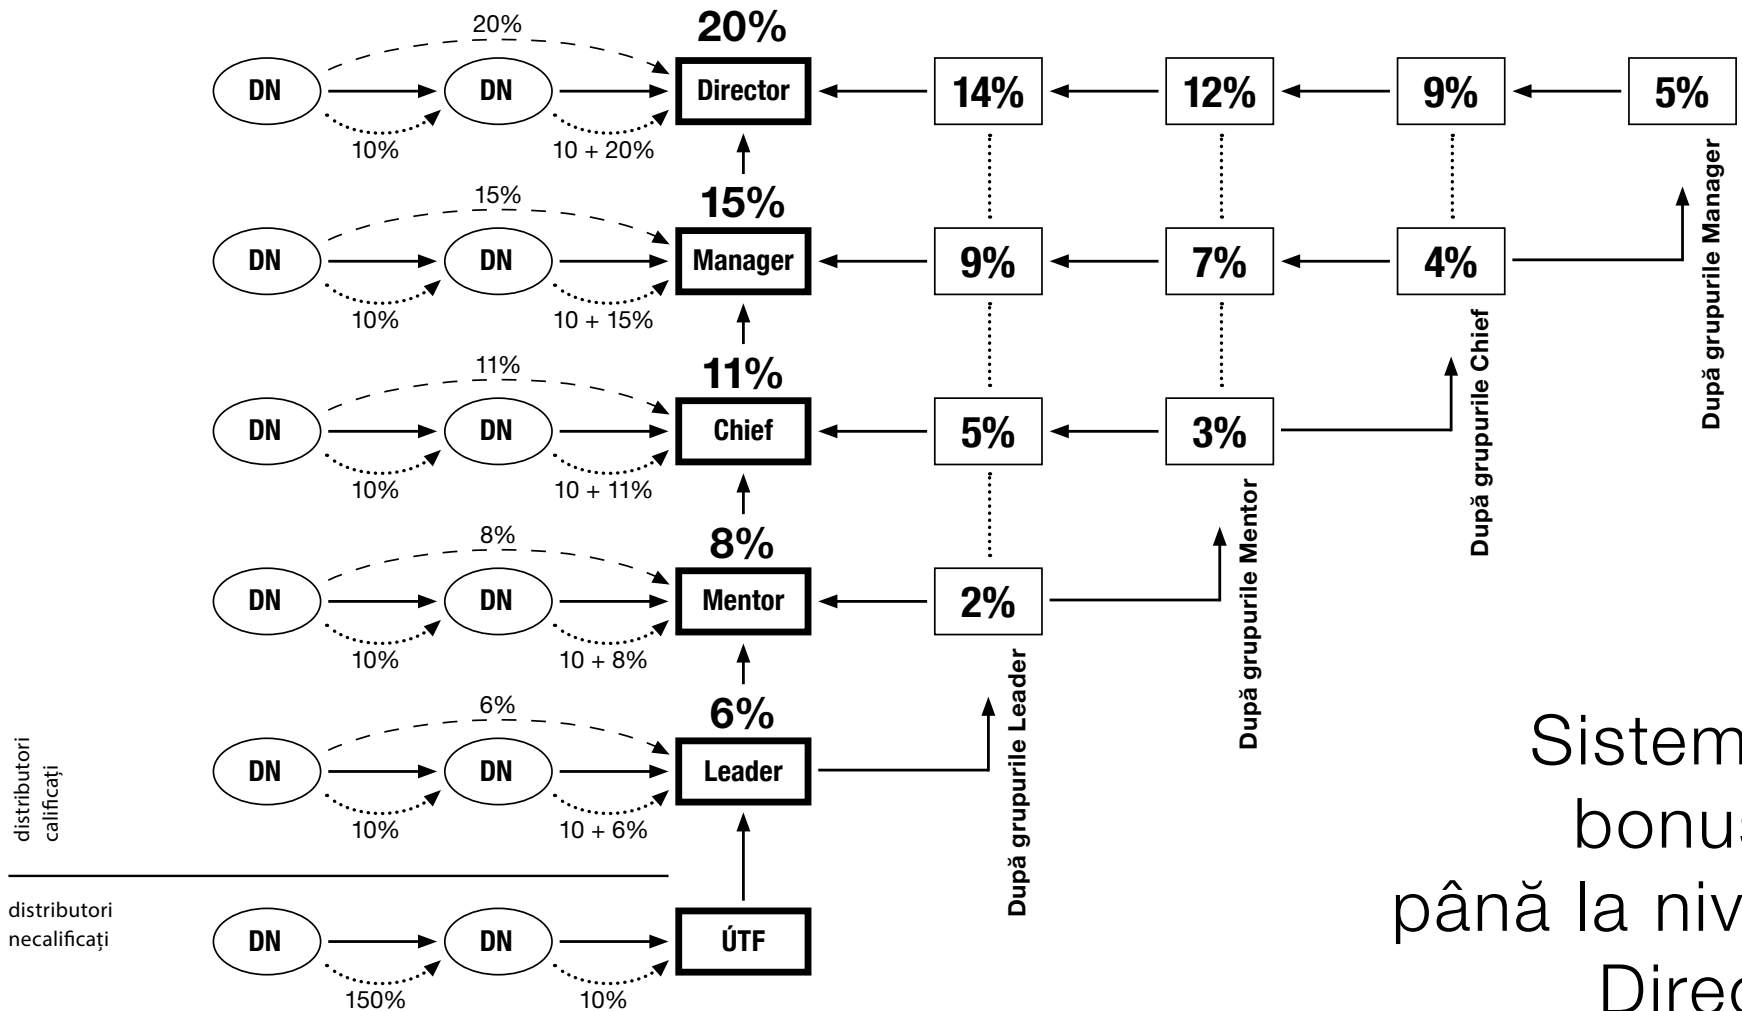 20%
20%
DN DN Director 14% 12% 9% 5%
10% 10 + 20%
După grupurile Manager
15%
15%
DN DN Manager 9% 7% 4%
10% 10 + 15%
După grupurile Chief
11%
11%
DN DN Chief 5% 3%
10% 10 + 11%
După grupurile Mentor
8%
8%
DN DN Mentor 2%
10% 10 + 8%
După grupurile Leader
6%
6%
DN DN Leader
10% 10 + 6%
distributori
calificați
distributori
necalificați
DN DN ÚTF
150% 10%
Sistem
bonus
până la niv
Direc